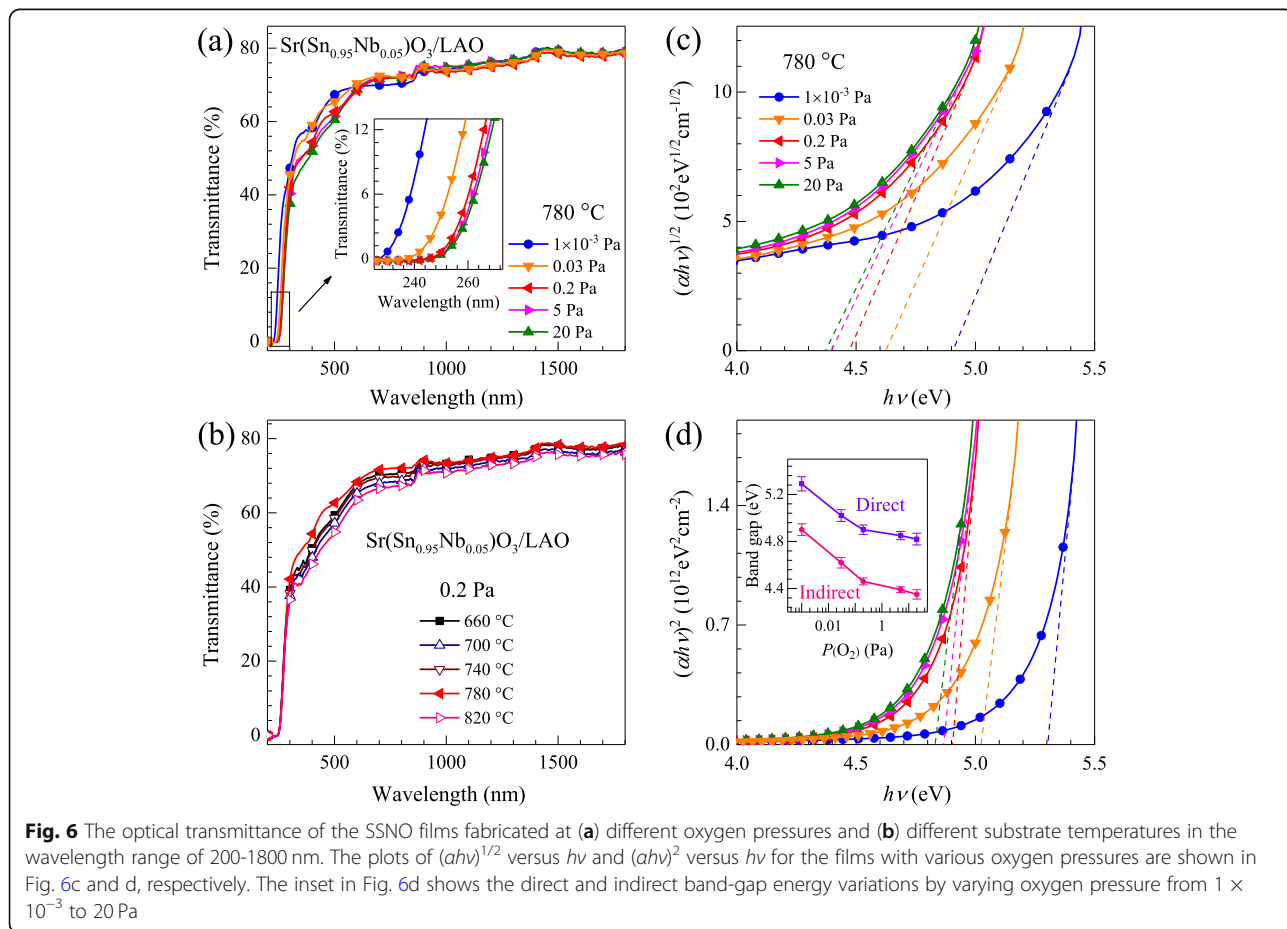 (a)
Sr(Sn0.95Nb0.05)O3/LAO
80
60
40
20
0
Transmittance (%)
500
1000
1500
Wavelength (nm)
12
6
0
Transmittance (%)
240
260
Wavelength (nm)
780 °C
1×10-3 Pa
0.03 Pa
0.2 Pa
5 Pa
20 Pa
(c)
780 °C
1×10-3 Pa
0.03 Pa
0.2 Pa
5 Pa
20 Pa
10
5
0
(αhν)1/2 (102eV1/2cm-1/2)
4.0
4.5
5.0
5.5
hν (eV)
(b)
80
60
40
20
0
Transmittance (%)
Sr(Sn0.95Nb0.05)O3/LAO
0.2 Pa
660 °C
700 °C
740 °C
780 °C
820 °C
500
1000
1500
Wavelength (nm)
(d)
1.4
0.7
0.0
(αhν)2 (1012eV2cm-2)
5.2
4.8
4.4
Band gap (eV)
Direct
Indirect
0.01
1
P(O2) (Pa)
4.0
4.5
5.0
5.5
hν (eV)
Fig. 6 The optical transmittance of the SSNO films fabricated at (a) different oxygen pressures and (b) different substrate temperatures in the
wavelength range of 200-1800 nm. The plots of (αhν)1/2 versus hν and (αhν)2 versus hν for the films with various oxygen pressures are shown in
Fig. 6c and d, respectively. The inset in Fig. 6d shows the direct and indirect band-gap energy variations by varying oxygen pressure from 1 ×
10−3 to 20 Pa